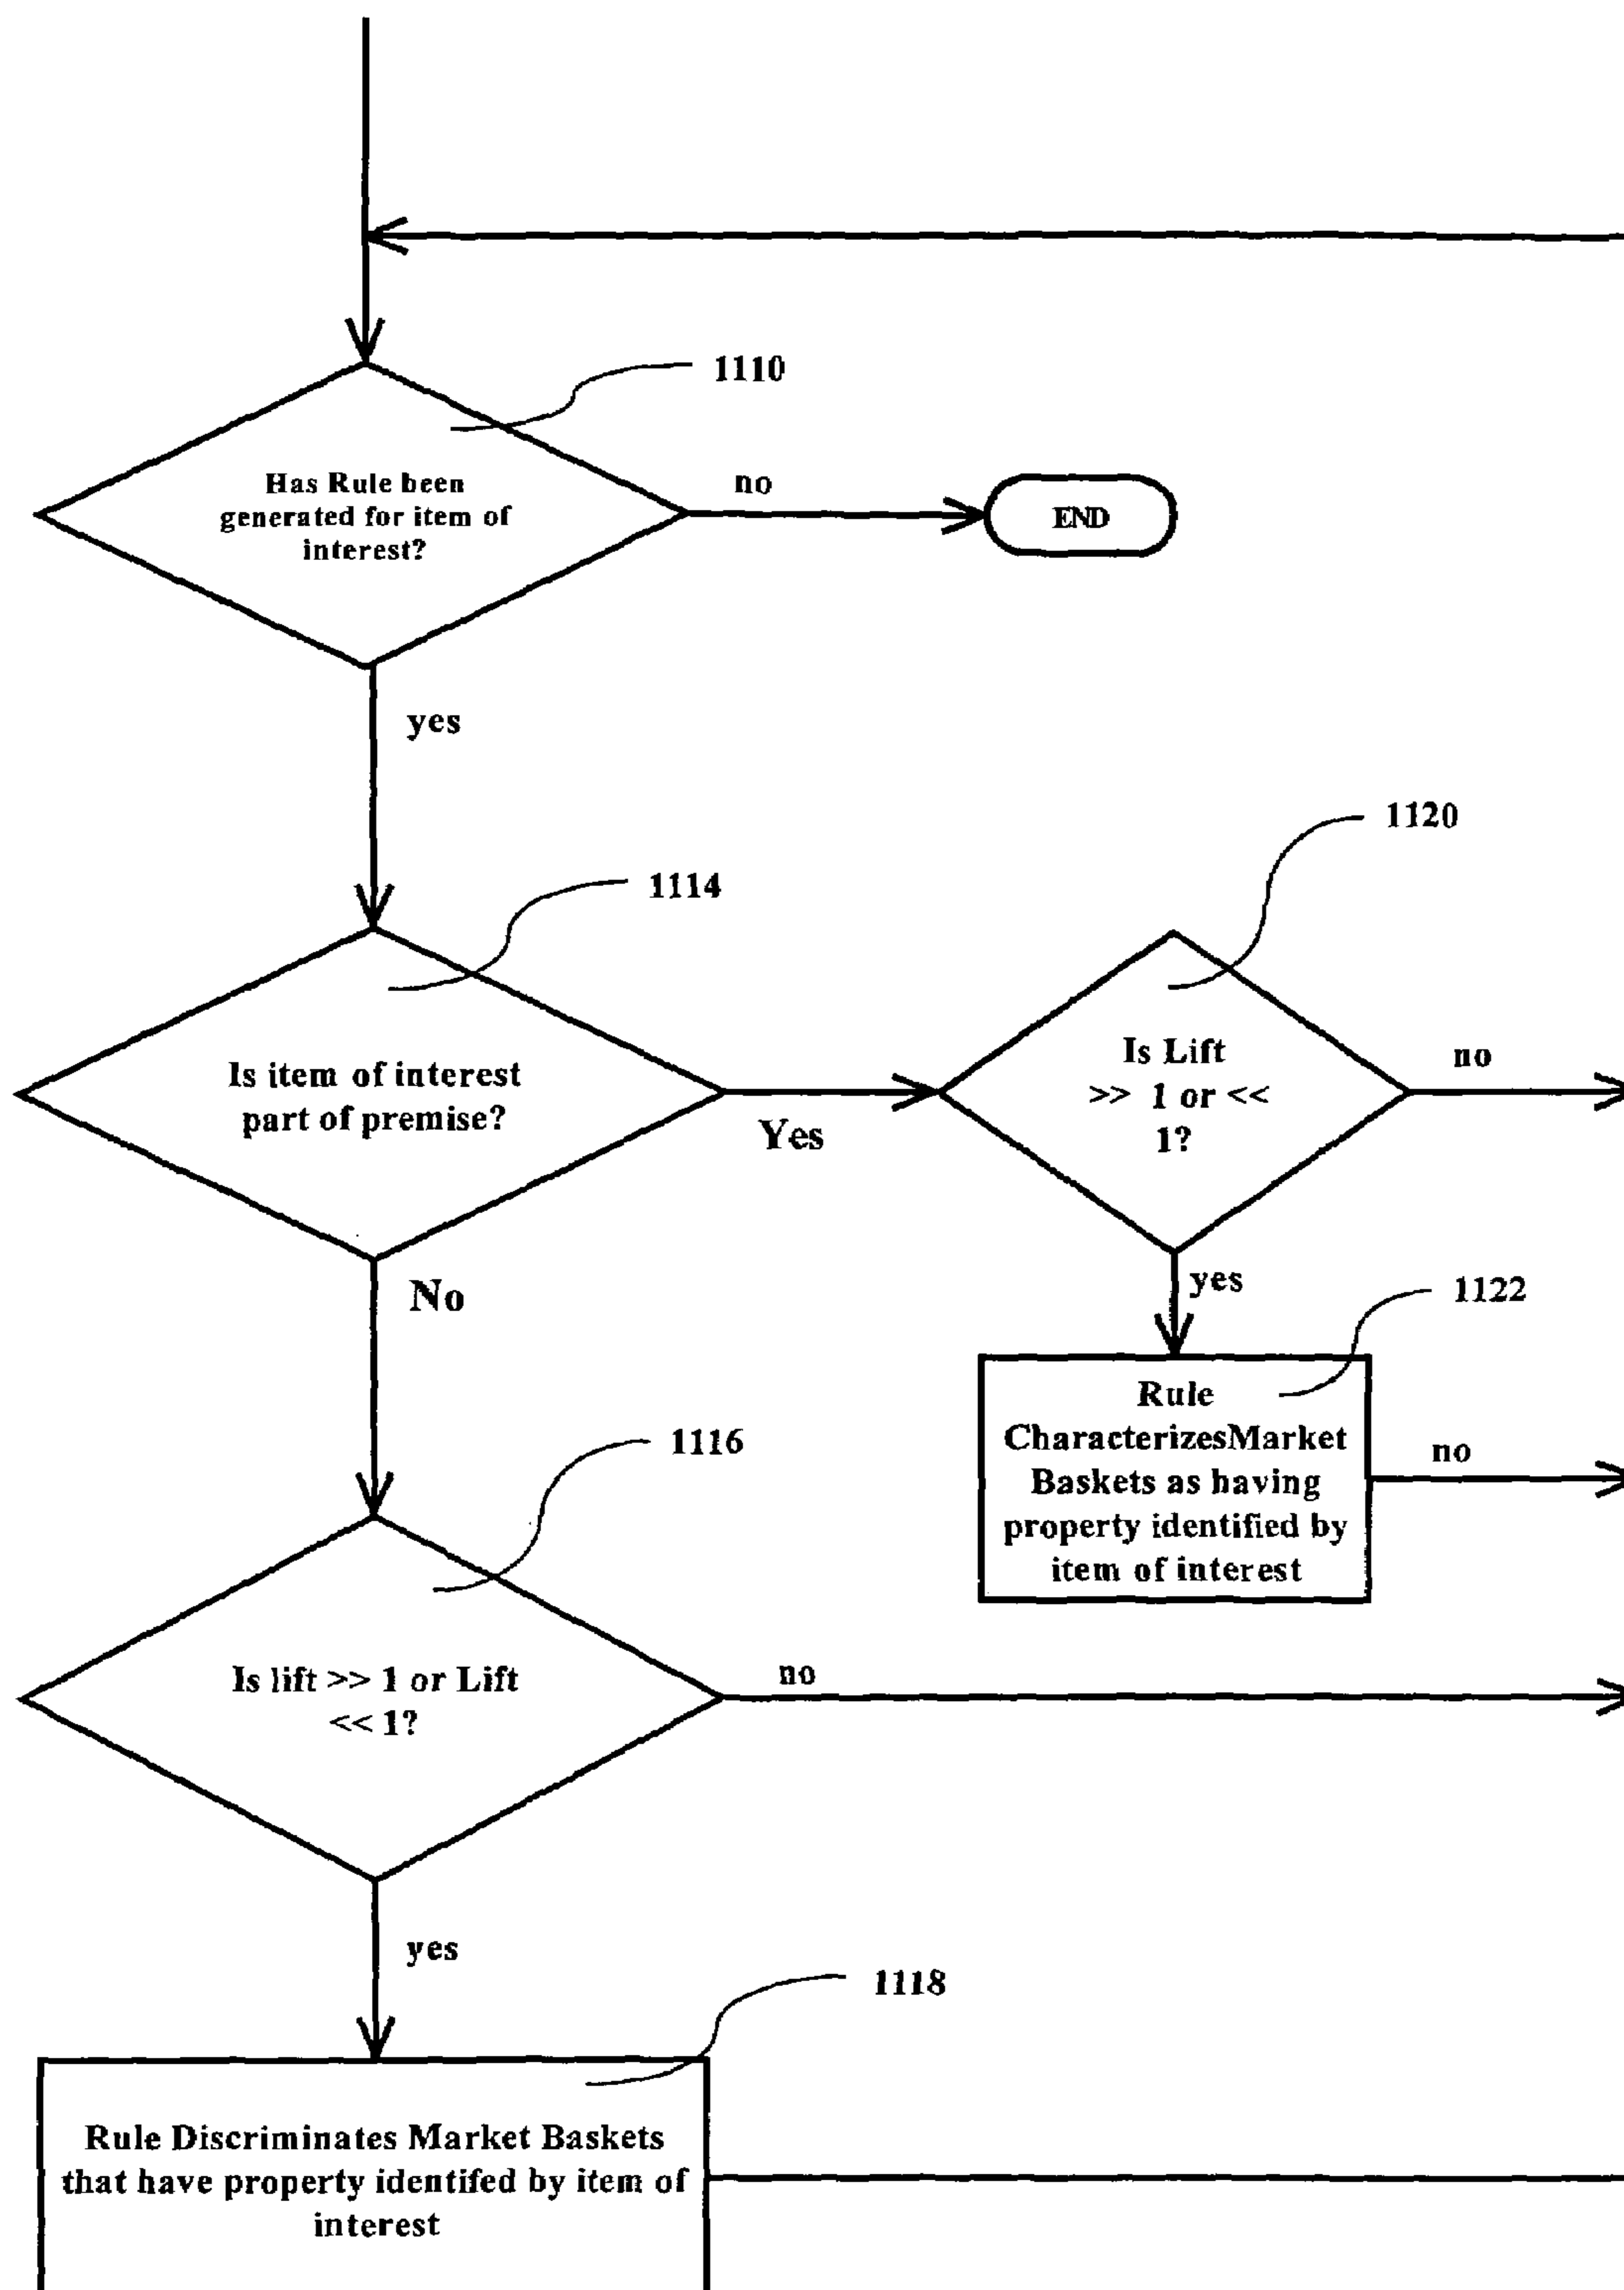 1110
Has Rule been
generated for item of
interest?
no
END
yes
1120
1114
Is item of interest
part of premise?
Yes
Is Lift
>> 1 or <<
1?
no
No
yes
1122
Rule
CharacterizesMarket
Baskets as having
property identified by
item of interest
no
1116
Is lift >> 1 or Lift
<< 1?
no
yes
1118
Rule Discriminates Market Baskets
that have property identifed by item of
interest